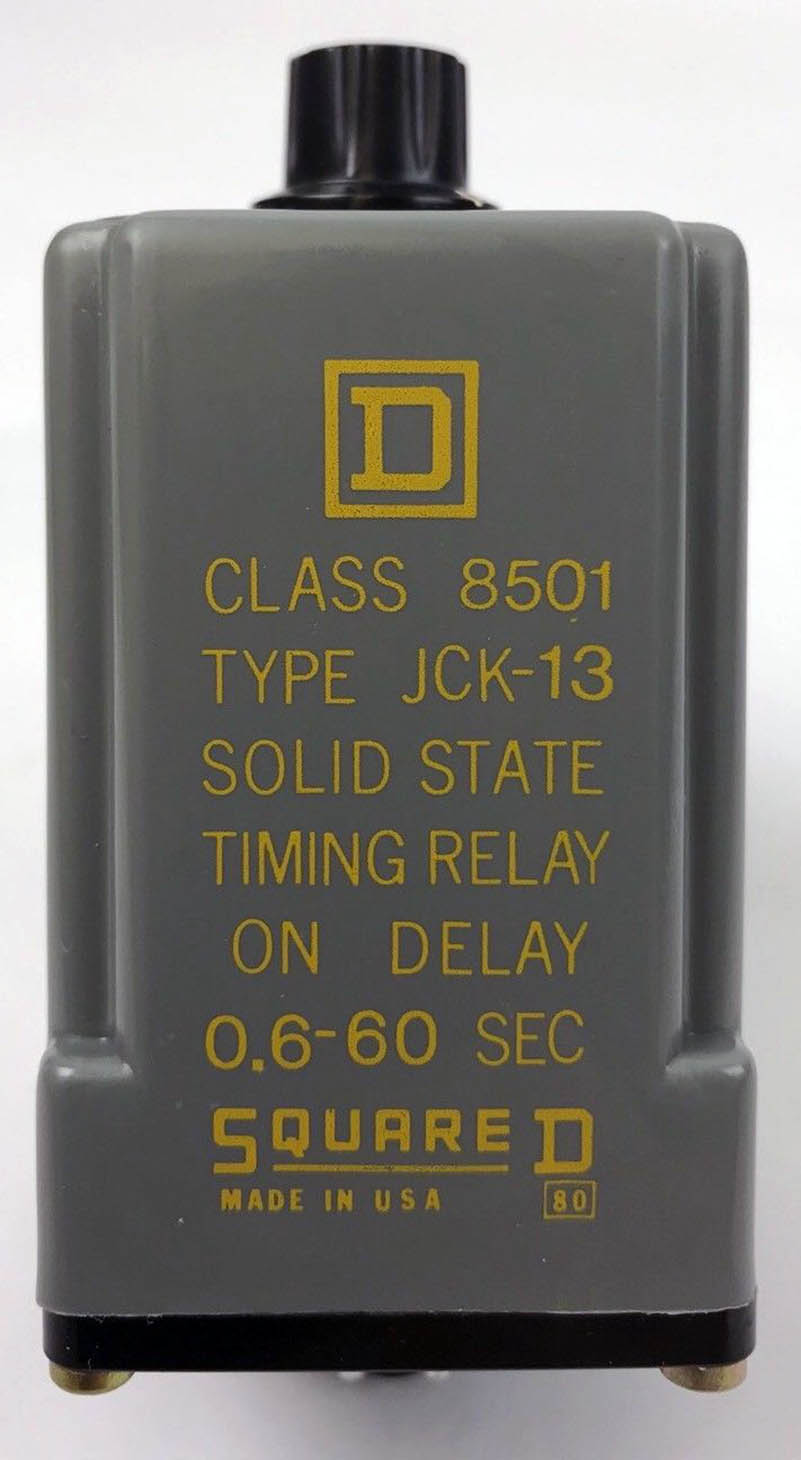 D
CLASS 8501
TYPE JCK-13
SOLID STATE
TIMING RELAY
ON DELAY
0.6-60 SEC
SQUARE D
MADE IN USA 80